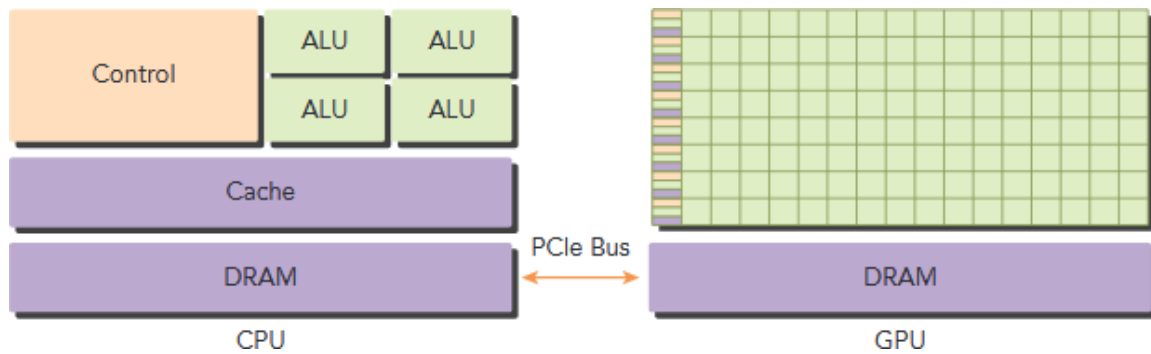 Control
ALU
ALU
ALU
ALU
Cache
DRAM
CPU
PCIe Bus
DRAM
GPU